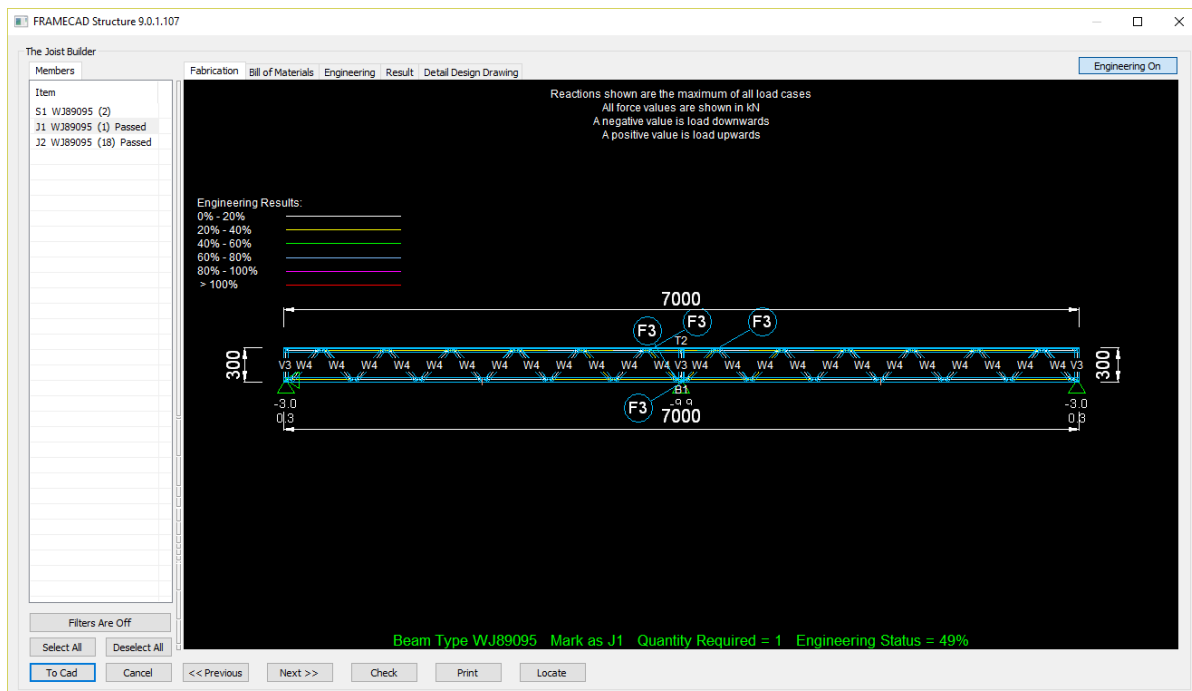 FRAMECAD Structure 9.0.1.107
The Joist Builder
Members
Fabrication Bill of Materials Engineering Result Detail Design Drawing
Engineering On
Item
S1 WJ89095 (2)
J1 WJ89095 (1) Passed
J2 WJ89095 (18) Passed
Reactions shown are the maximum of all load cases
All force values are shown in kN
A negative value is load downwards
A positive value is load upwards
Engineering Results:
0% - 20%
20% - 40%
40% - 60%
60% - 80%
80% - 100%
> 100%
7000
F3 F3 F3
T2
300 V3 W4 W4 W4 W4 W4 W4 W4 W4 W4 W4 W4 W4 V3 W4 W4 W4 W4 W4 W4 W4 W4 W4 W4 W4 W4 V3 300
B1
-3.0 F3 -9.9 -3.0
0.3 7000 0.3
Beam Type WJ89095 Mark as J1 Quantity Required = 1 Engineering Status = 49%
Filters Are Off
Select All Deselect All
To Cad Cancel << Previous Next >> Check Print Locate